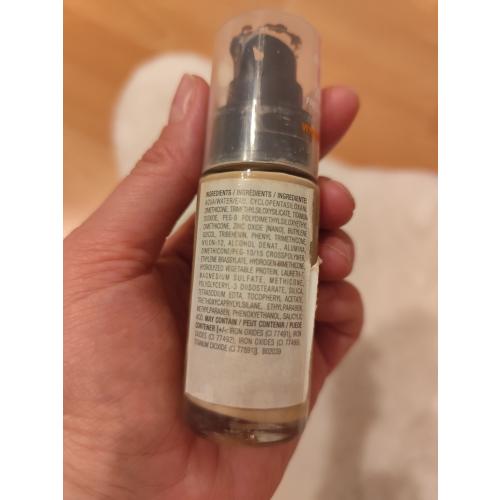 INGREDIENTS / INGRÉDIENTS / INGREDIENTES
AQUA/WATER/EAU, CYCLOPENTASILOXANE,
DIMETHICONE, TRIMETHYLSILOXYSILICATE, TITANIUM
DIOXIDE, PEG-9 POLYDIMETHYLSILOXYETHYL
DIMETHICONE, ZINC OXIDE [NANO], BUTYLENE
GLYCOL, TRIBEHENIN, PHENYL TRIMETHICONE,
NYLON-12, ALCOHOL DENAT., ALUMINA,
DIMETHICONE/PEG-10/15 CROSSPOLYMER,
ETHYLENE BRASSYLATE, HYDROGEN DIMETHICONE,
HYDROLYZED VEGETABLE PROTEIN, LAURETH-7,
MAGNESIUM SULFATE, METHICONE,
POLYGLYCERYL-3 DIISOSTEARATE, SILICA,
TETRASODIUM EDTA, TOCOPHERYL ACETATE,
TRIETHOXYCAPRYLYLSILANE, ETHYLPARABEN,
METHYLPARABEN, PHENOXYETHANOL, SALICYLIC
ACID. MAY CONTAIN / PEUT CONTENIR / PUEDE
CONTENER [+/-: IRON OXIDES (CI 77491), IRON
OXIDES (CI 77492), IRON OXIDES (CI 77499),
TITANIUM DIOXIDE (CI 77891)]. B02039